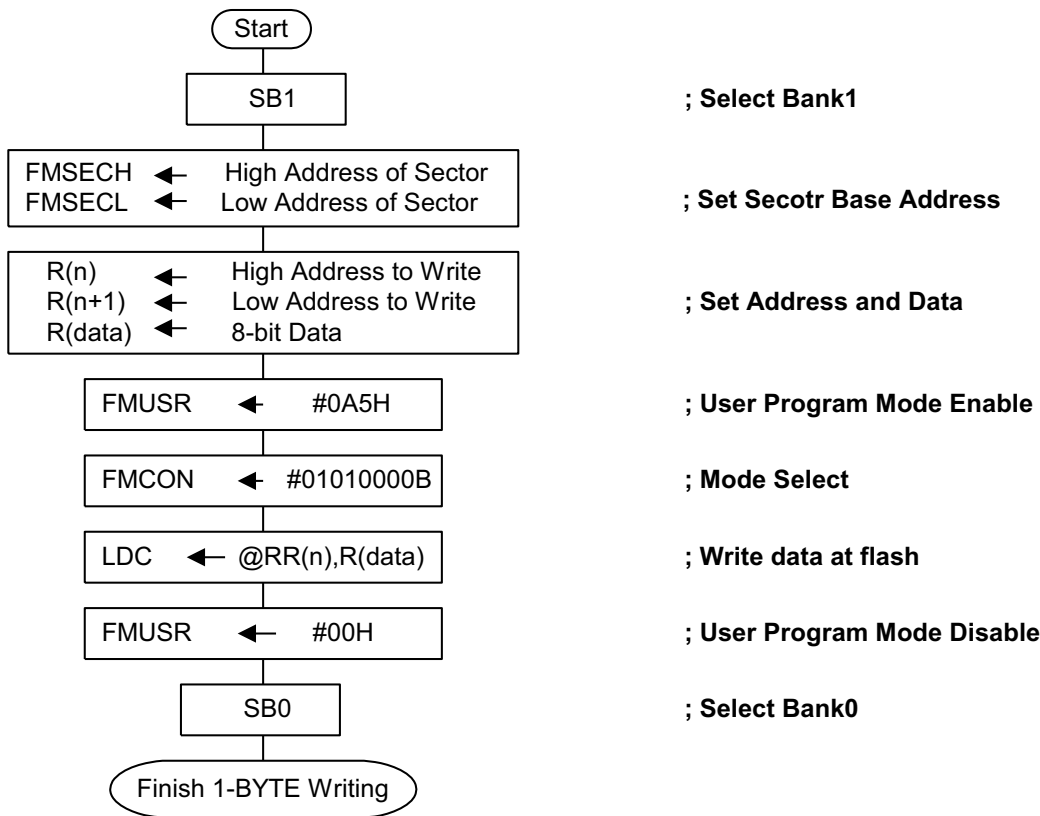 Start
SB1 ; Select Bank1
FMSECH High Address of Sector
FMSECL Low Address of Sector ; Set Secotr Base Address
R(n) High Address to Write
R(n+1) Low Address to Write ; Set Address and Data
R(data) 8-bit Data
FMUSR #0A5H ; User Program Mode Enable
FMCON #01010000B ; Mode Select
LDC @RR(n),R(data) ; Write data at flash
FMUSR #00H ; User Program Mode Disable
SB0 ; Select Bank0
Finish 1-BYTE Writing